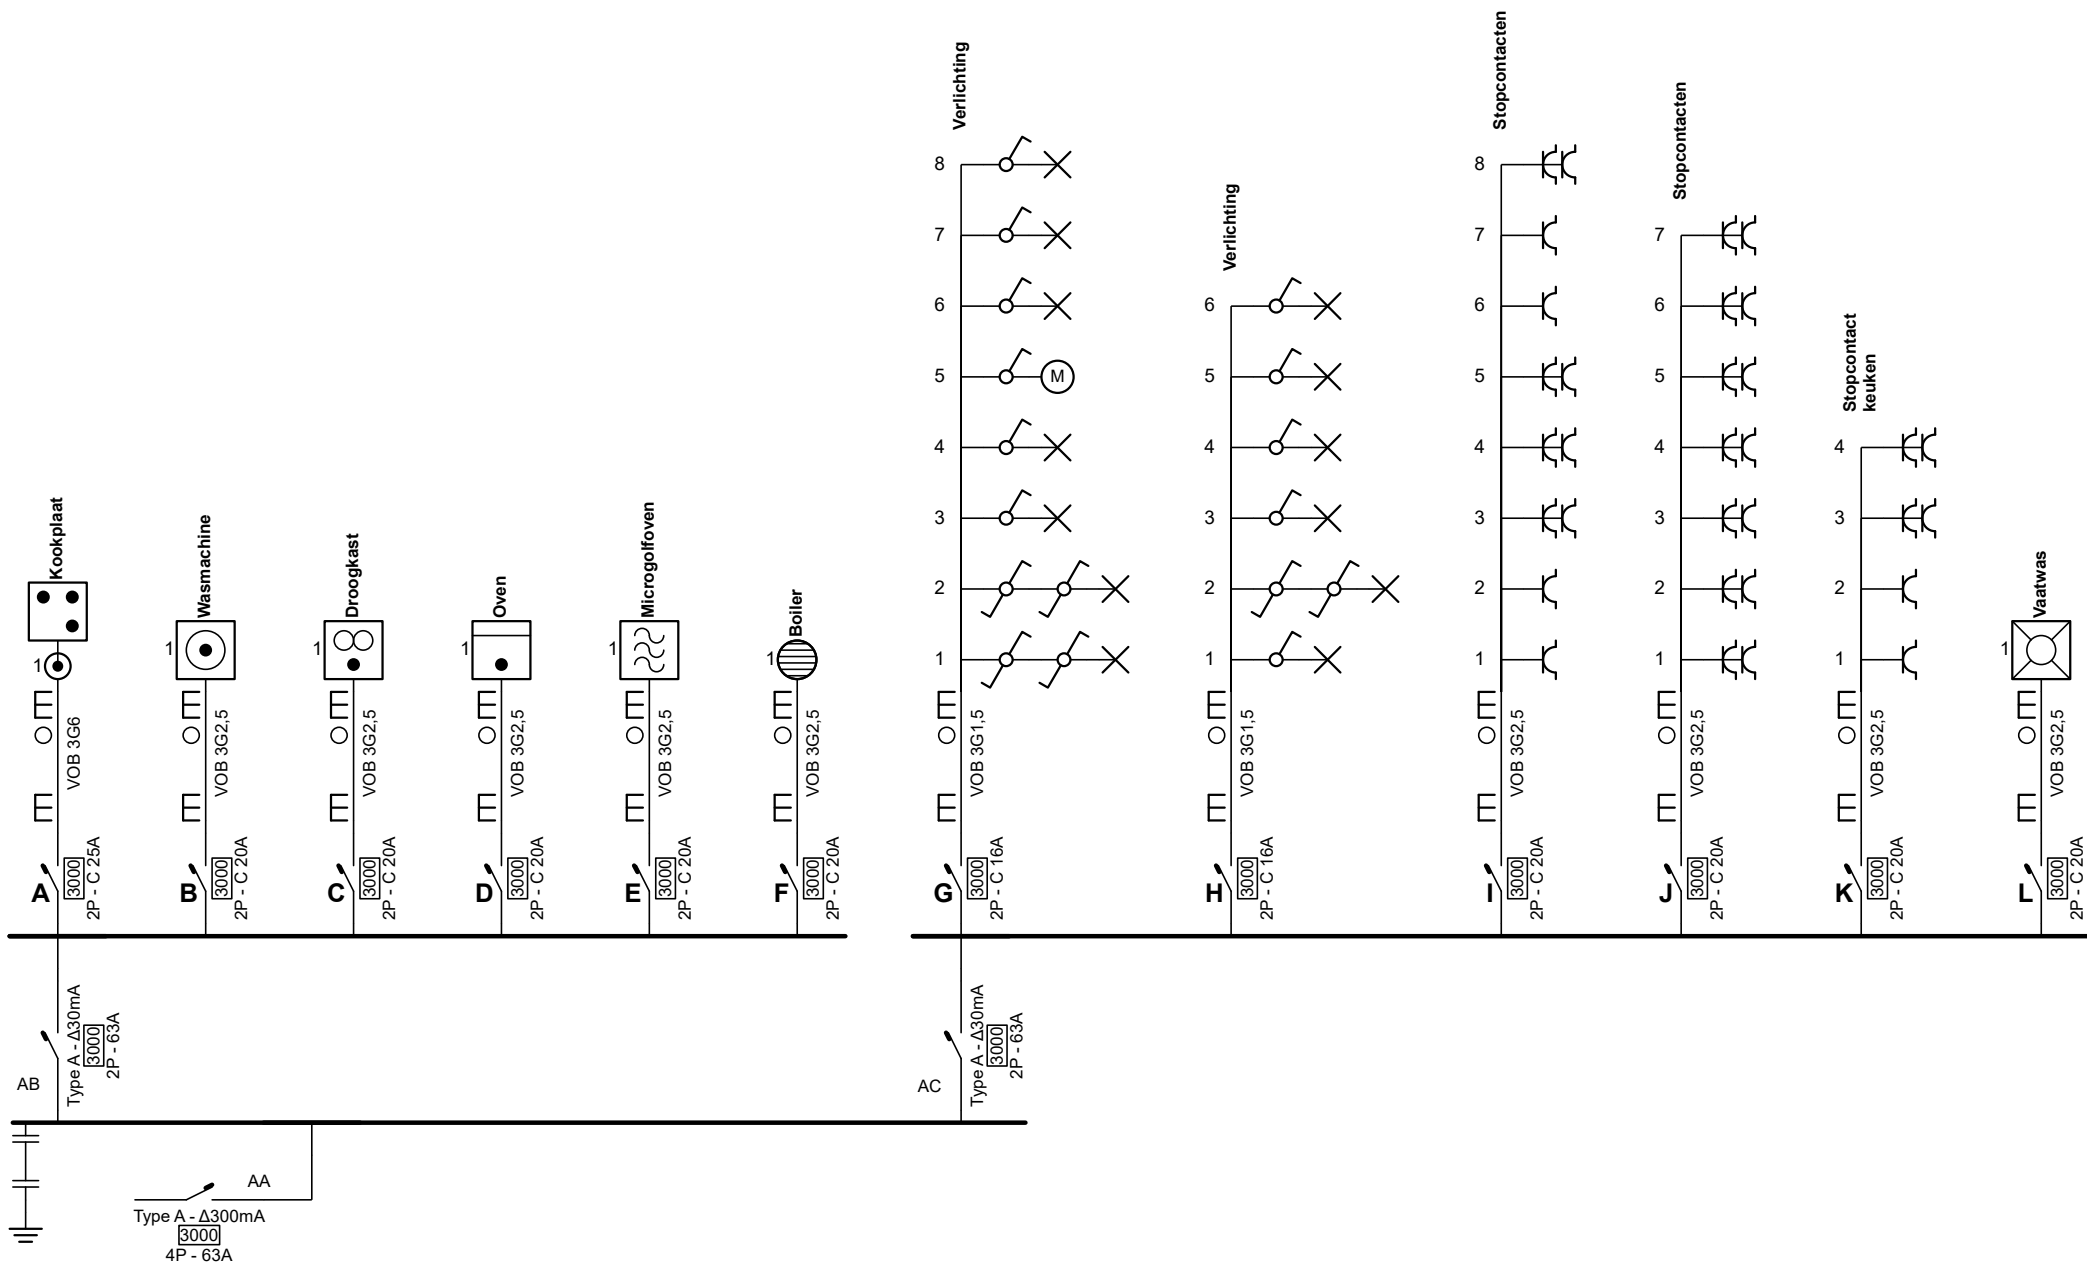 Verlichting
8
7
6
5
M
4
3
2
1
Verlichting
6
5
4
3
2
1
Stopcontacten
8
7
6
5
4
3
2
1
Stopcontacten
7
6
5
4
3
2
1
Stopcontact
keuken
4
3
2
1
Kookplaat
1
Wasmachine
1
Droogkast
1
Oven
1
Microgolfoven
1
Boiler
1
Vaatwas
1
VOB 3G6
VOB 3G2,5
VOB 3G2,5
VOB 3G2,5
VOB 3G2,5
VOB 3G2,5
VOB 3G1,5
VOB 3G1,5
VOB 3G2,5
VOB 3G2,5
VOB 3G2,5
VOB 3G2,5
A
3000
2P - C 25A
B
3000
2P - C 20A
C
3000
2P - C 20A
D
3000
2P - C 20A
E
3000
2P - C 20A
F
3000
2P - C 20A
G
3000
2P - C 16A
H
3000
2P - C 16A
I
3000
2P - C 20A
J
3000
2P - C 20A
K
3000
2P - C 20A
L
3000
2P - C 20A
AB
Type A - Δ30mA
3000
2P - 63A
AC
Type A - Δ30mA
3000
2P - 63A
AA
Type A - Δ300mA
3000
4P - 63A